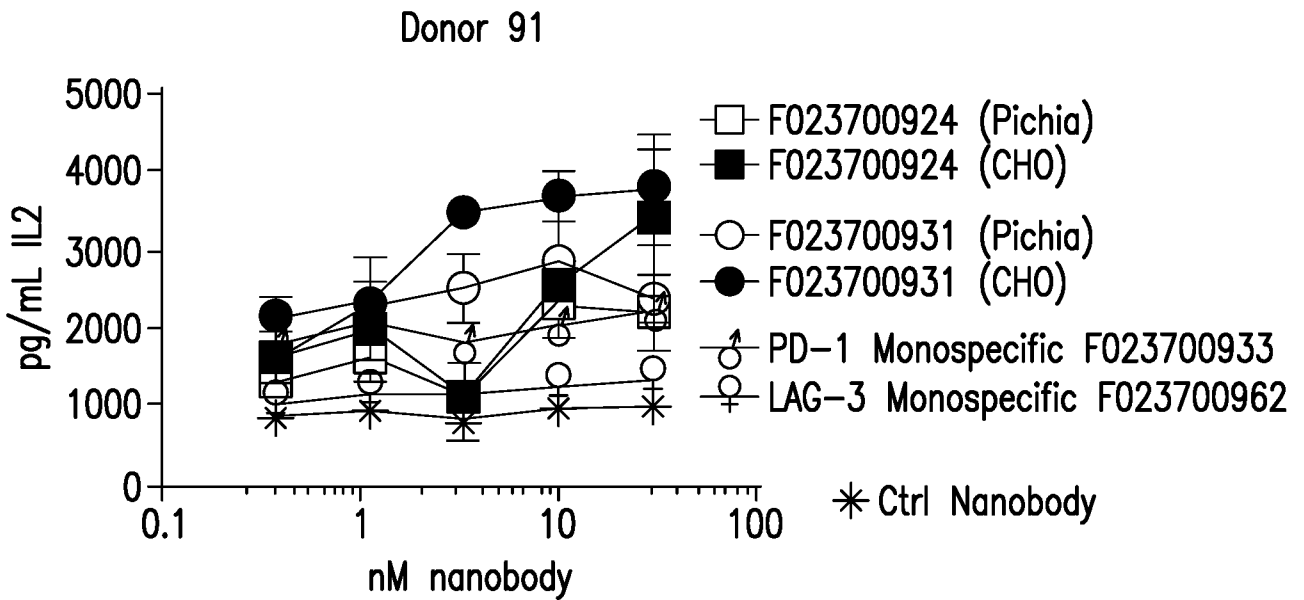 Donor 91
5000
4000
3000
2000
1000
0
pg/mL IL2
0.1
1
10
100
nM nanobody
F023700924 (Pichia)
F023700924 (CHO)
F023700931 (Pichia)
F023700931 (CHO)
PD-1 Monospecific F023700933
LAG-3 Monospecific F023700962
Ctrl Nanobody